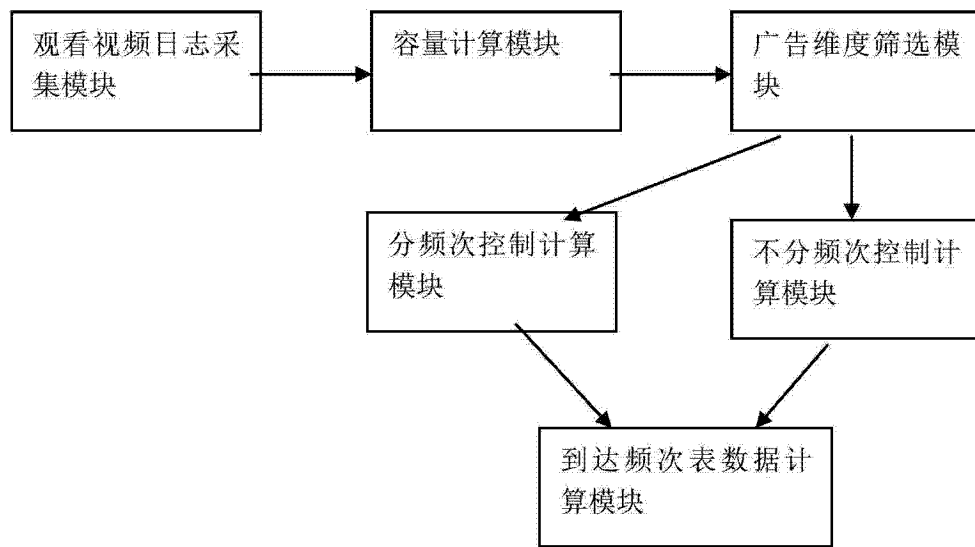 观看视频日志采
集模块
容量计算模块
广告维度筛选模
块
分频次控制计算
模块
不分频次控制计
算模块
到达频次表数据计
算模块